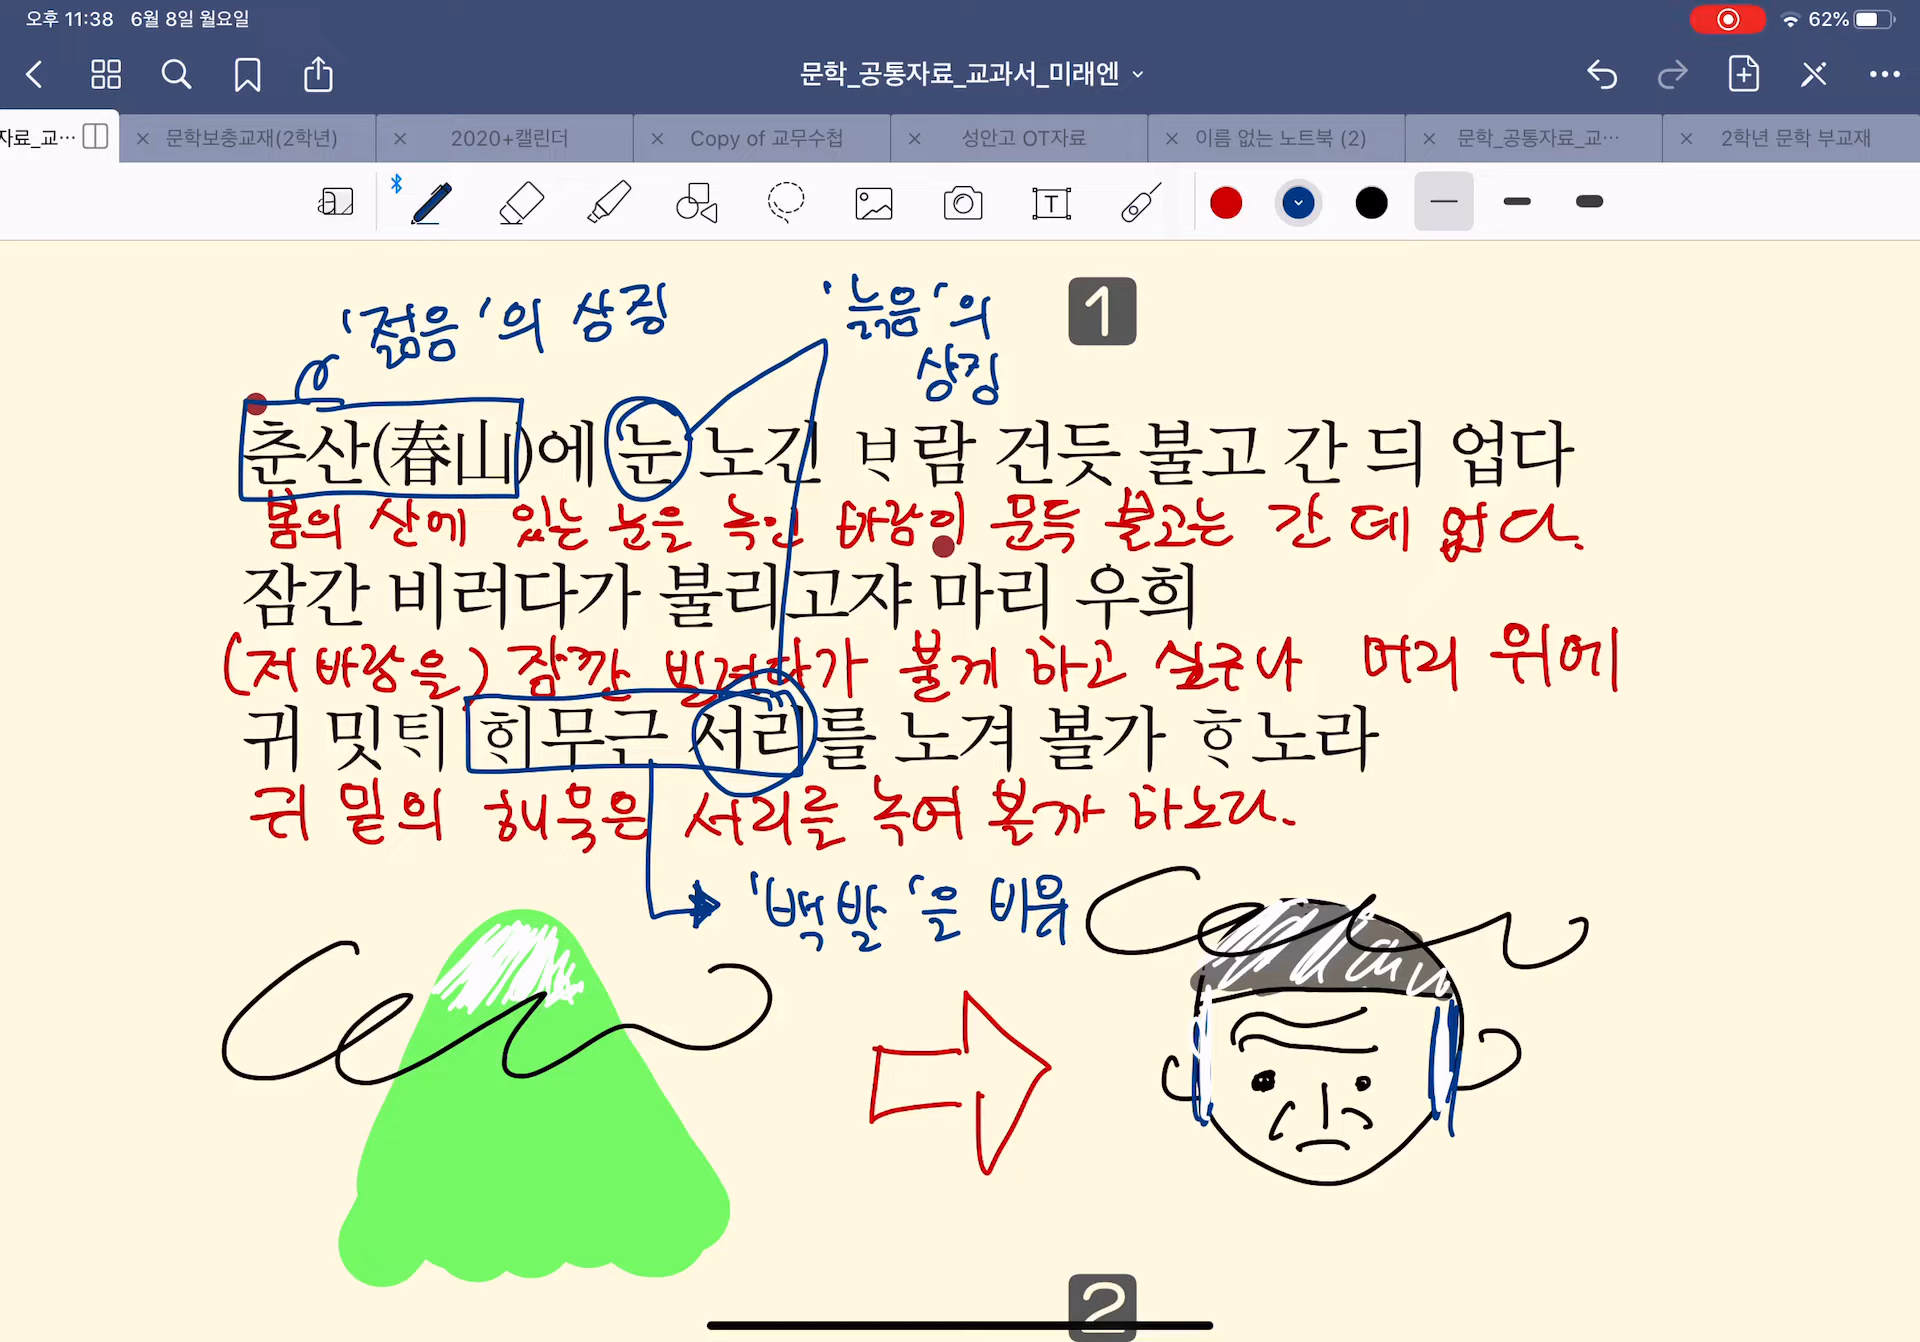 오후 11:38 6월 8일 월요일
62%
문학_공통자료_교과서_미래엔
자료_교···
문학보충교재(2학년)
2020+캘린더
Copy of 교무수첩
성안고 OT자료
이름 없는 노트북 (2)
문학_공통자료_교···
2학년 문학 부교재
'젊음'의 상징
'늙음'의
상징
1
춘산(春山)에 눈 노긴 ᄇᆞ람 건듯 불고 간 듸 업다
봄의 산에 있는 눈을 녹인 바람이 문득 불고는 간 데 없다.
잠간 비러다가 불리고쟈 마리 우희
(저 바람을) 잠깐 빌려다가 불게 하고 싶구나 머리 위에
귀 밋ᄐᆡ ᄒᆡ무근 서리를 노겨 볼가 ᄒᆞ노라
귀 밑의 해묵은 서리를 녹여 볼까 하노라.
'백발'을 비유
2